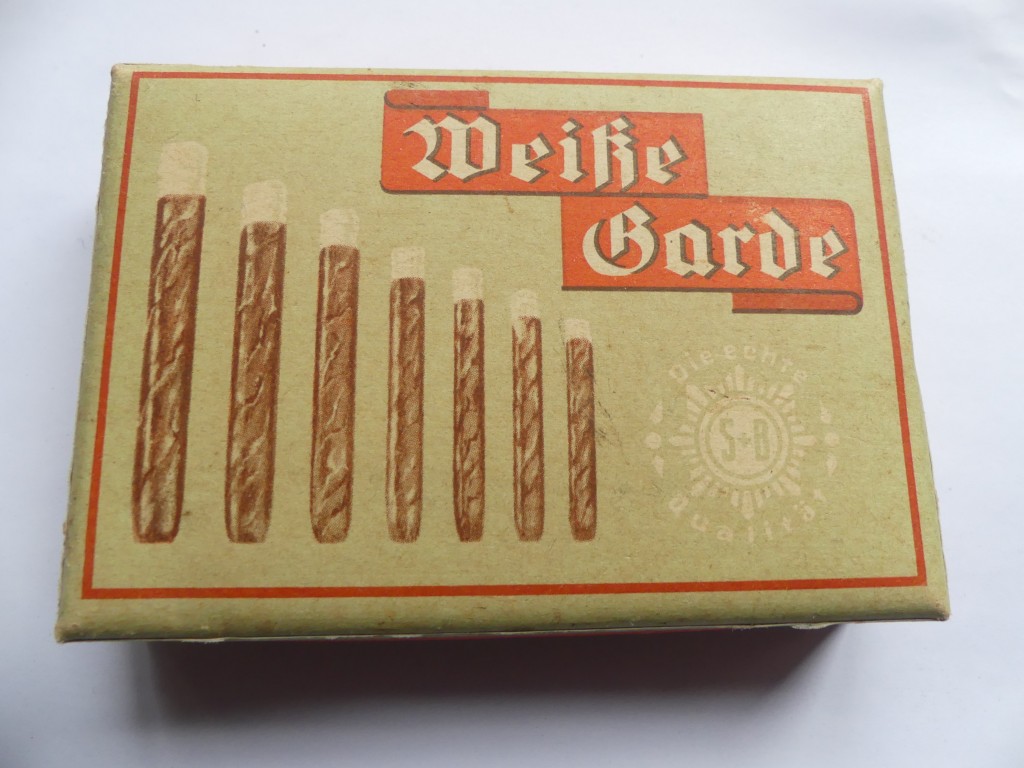 Weiße
Garde
Die echte
S+B
Qualität